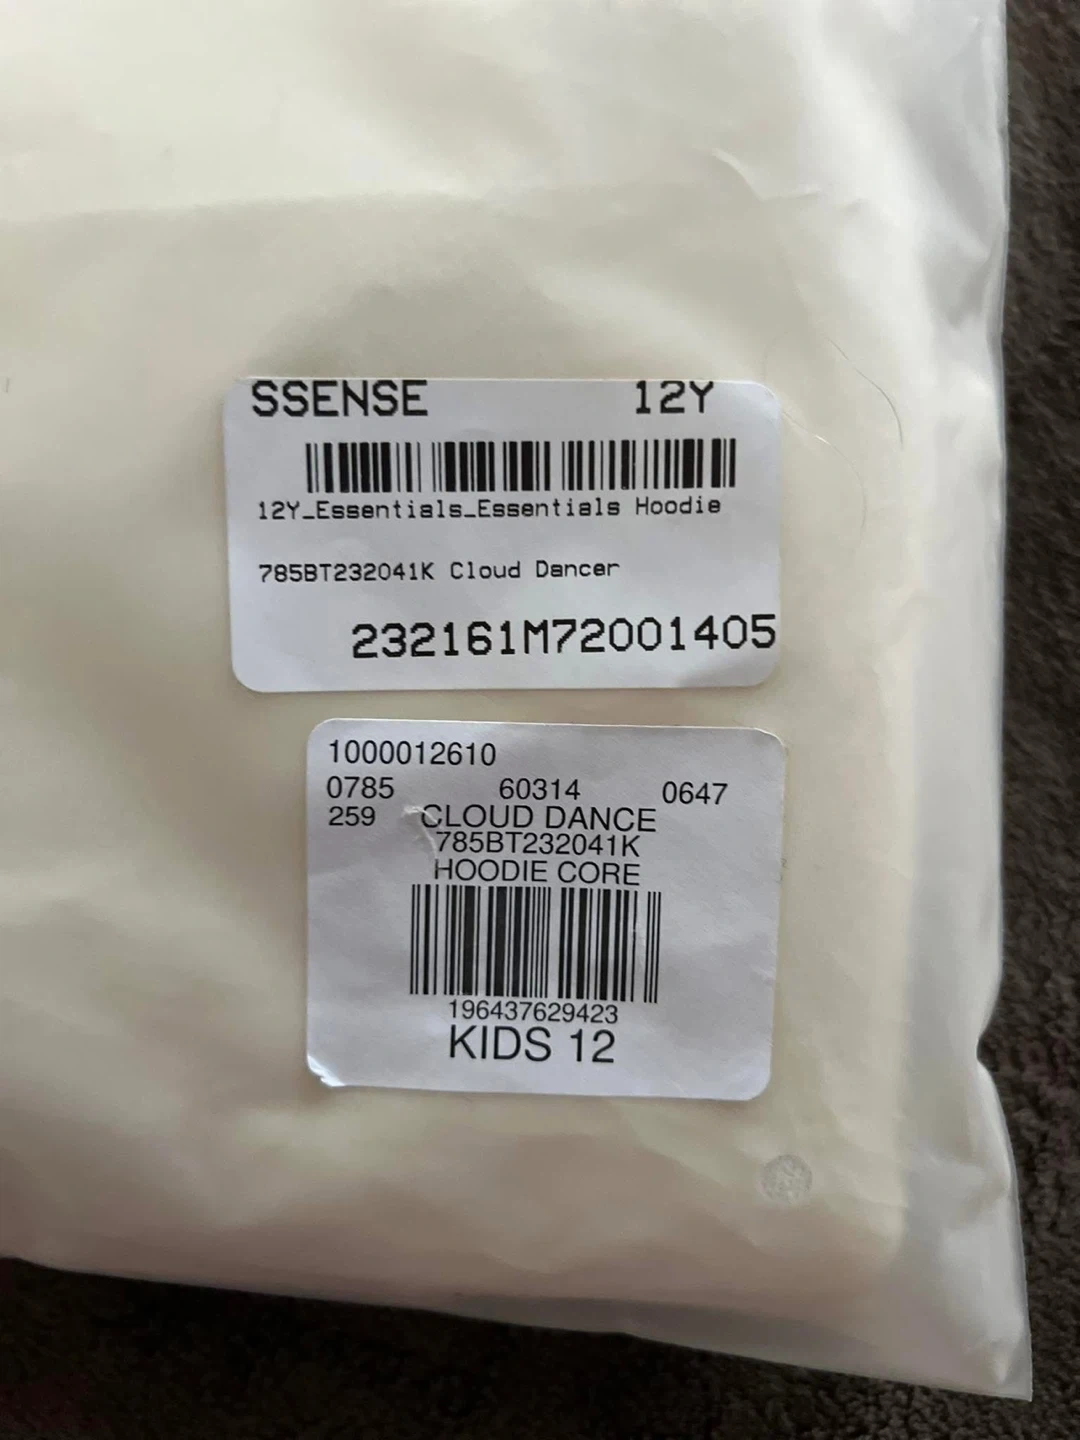 SSENSE 12Y
12Y_Essentials_Essentials Hoodie
785BT232041K Cloud Dancer
232161M72001405
1000012610
0785 60314 0647
259 CLOUD DANCE
785BT232041K
HOODIE CORE
196437629423
KIDS 12